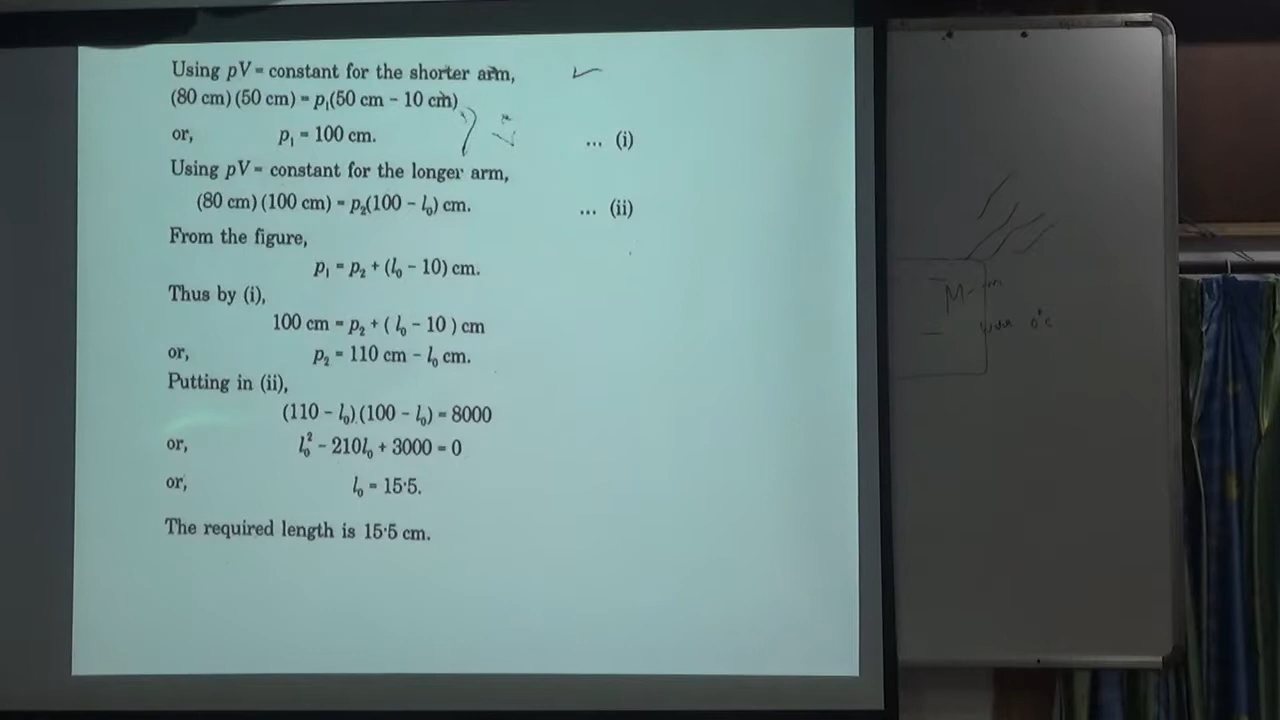 Using pV = constant for the shorter arm,
(80 cm) (50 cm) = p₁(50 cm − 10 cm)
or, p₁ = 100 cm. ... (i)
Using pV = constant for the longer arm,
(80 cm) (100 cm) = p₂(100 − l₀) cm. ... (ii)
From the figure,
p₁ = p₂ + (l₀ − 10) cm.
Thus by (i),
100 cm = p₂ + ( l₀ − 10 ) cm
or, p₂ = 110 cm − l₀ cm.
Putting in (ii),
(110 − l₀) (100 − l₀) = 8000
or, l₀² − 210l₀ + 3000 = 0
or, l₀ = 15·5.
The required length is 15·5 cm.
M
0°c